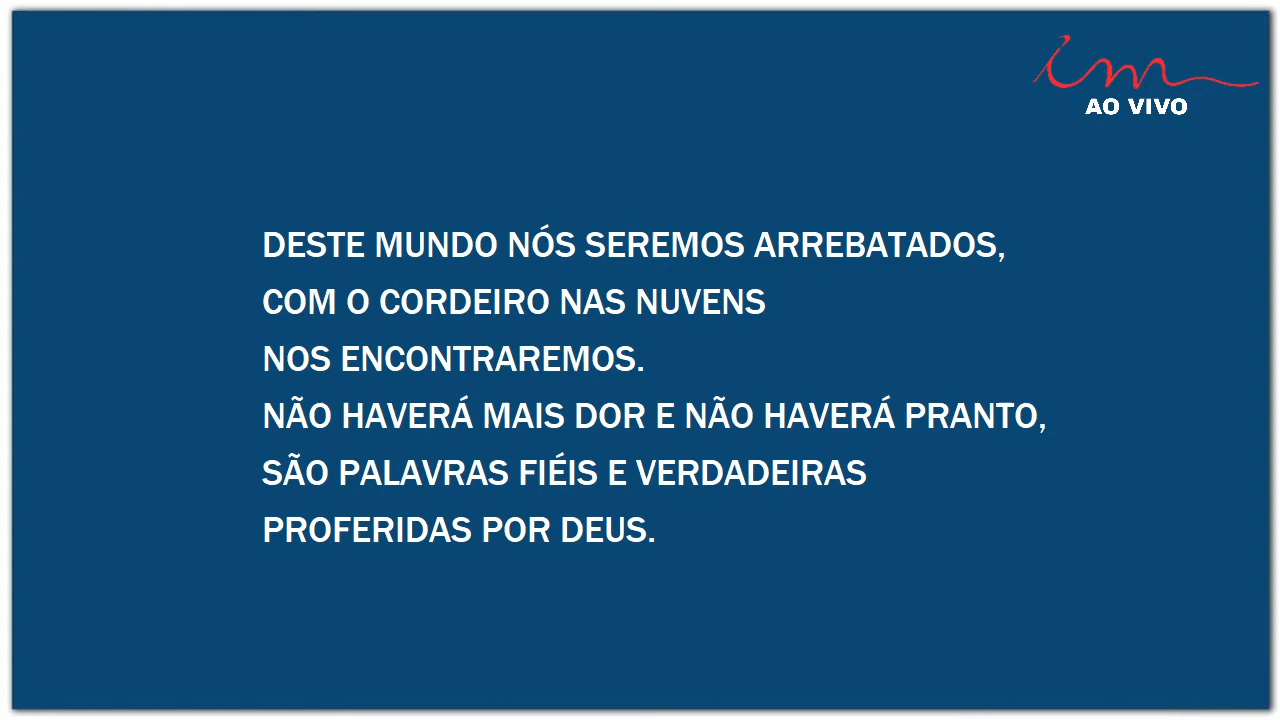 im
AO VIVO
DESTE MUNDO NÓS SEREMOS ARREBATADOS,
COM O CORDEIRO NAS NUVENS
NOS ENCONTRAREMOS.
NÃO HAVERÁ MAIS DOR E NÃO HAVERÁ PRANTO,
SÃO PALAVRAS FIÉIS E VERDADEIRAS
PROFERIDAS POR DEUS.